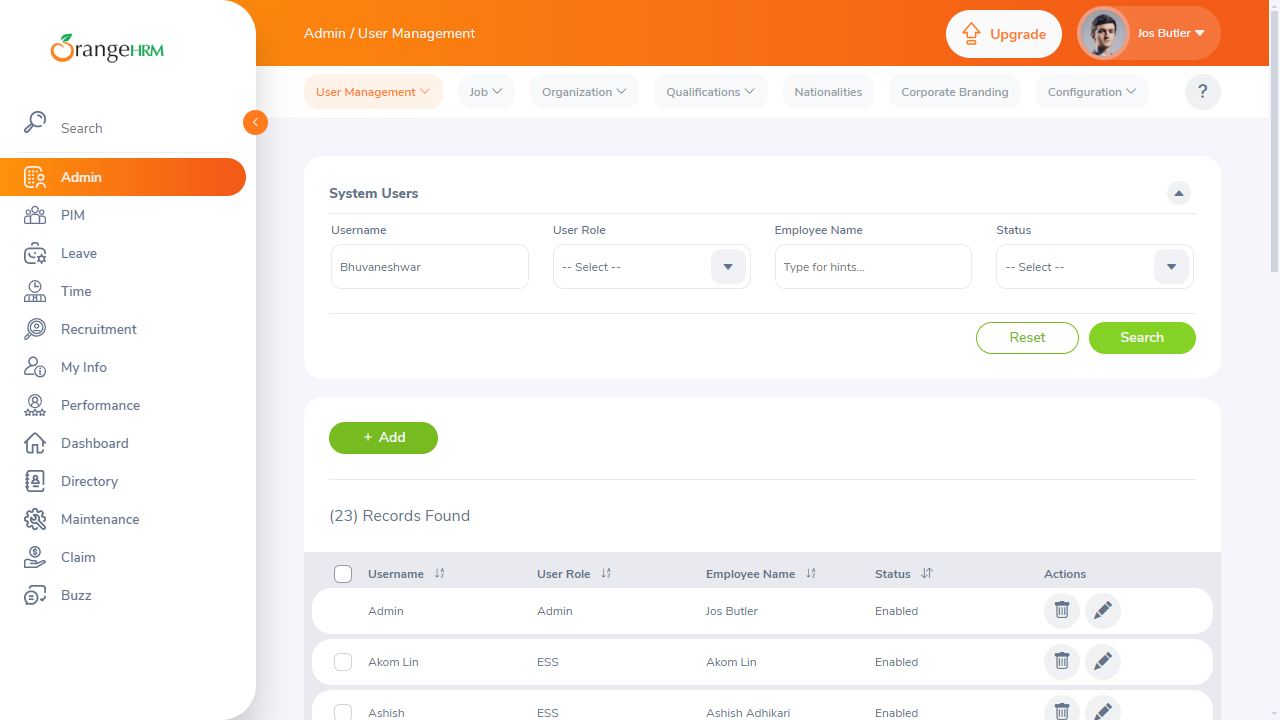 OrangeHRM
Admin / User Management
Upgrade
Jos Butler
User Management
Job
Organization
Qualifications
Nationalities
Corporate Branding
Configuration
?
Search
Admin
PIM
Leave
Time
Recruitment
My Info
Performance
Dashboard
Directory
Maintenance
Claim
Buzz
System Users
Username
User Role
Employee Name
Status
Bhuvaneshwar
-- Select --
Type for hints...
-- Select --
Reset
Search
+ Add
(23) Records Found
Username User Role Employee Name Status Actions
Admin Admin Jos Butler Enabled
Akom Lin ESS Akom Lin Enabled
Ashish ESS Ashish Adhikari Enabled